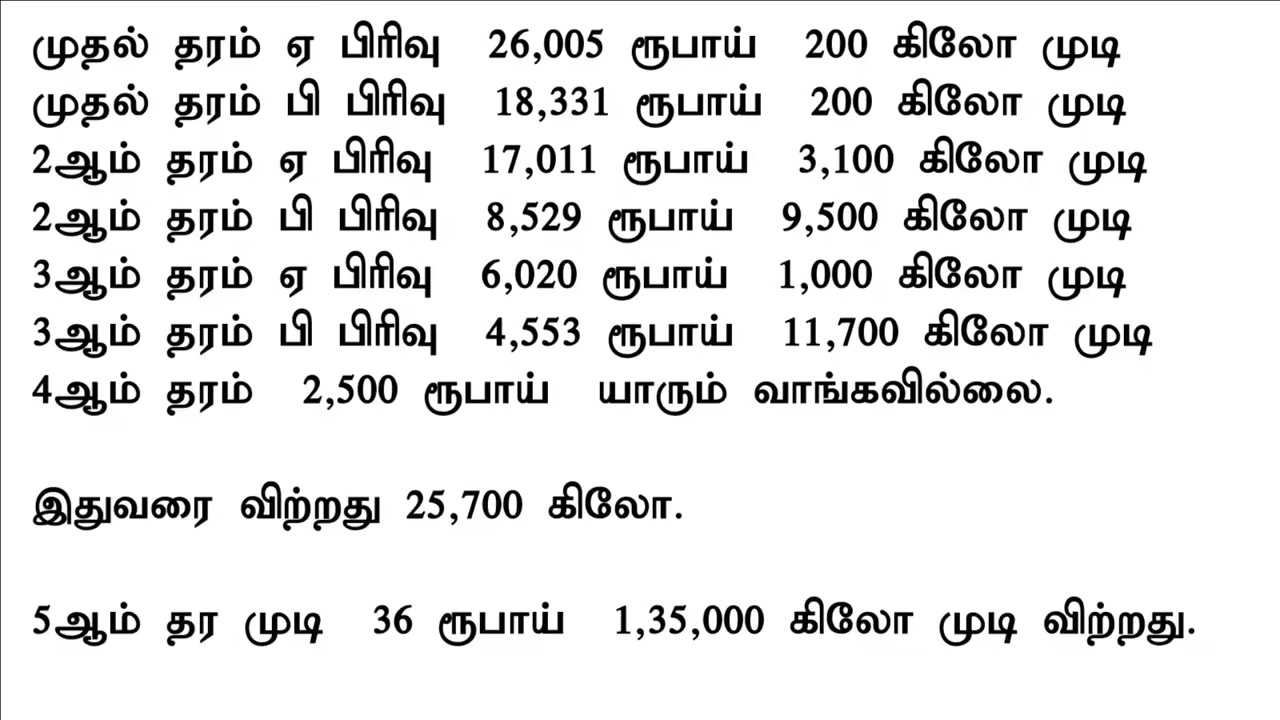 முதல் தரம் ஏ பிரிவு 26,005 ரூபாய் 200 கிலோ முடி
முதல் தரம் பி பிரிவு 18,331 ரூபாய் 200 கிலோ முடி
2ஆம் தரம் ஏ பிரிவு 17,011 ரூபாய் 3,100 கிலோ முடி
2ஆம் தரம் பி பிரிவு 8,529 ரூபாய் 9,500 கிலோ முடி
3ஆம் தரம் ஏ பிரிவு 6,020 ரூபாய் 1,000 கிலோ முடி
3ஆம் தரம் பி பிரிவு 4,553 ரூபாய் 11,700 கிலோ முடி
4ஆம் தரம் 2,500 ரூபாய் யாரும் வாங்கவில்லை.
இதுவரை விற்றது 25,700 கிலோ.
5ஆம் தர முடி 36 ரூபாய் 1,35,000 கிலோ முடி விற்றது.